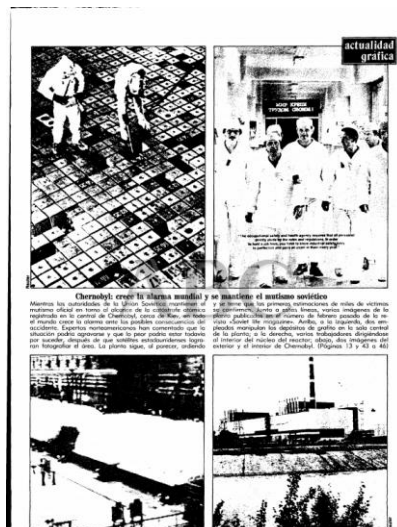 actualidad
gráfica
Chernobyl: crece la alarma mundial y se mantiene el mutismo soviético
Mientras las autoridades de la Unión Soviética mantienen el
mutismo oficial en torno al alcance de la catástrofe atómica
registrada en la central de Chernobyl, cerca de Kiev, en todo
el mundo crece la alarma ante las posibles consecuencias del
accidente. Expertos norteamericanos han comentado que la
situación podría agravarse y que lo peor podría estar todavía
por suceder, después de que satélites estadounidenses logra-
ran fotografiar el área. La planta sigue, al parecer, ardiendo
y se teme que las primeras estimaciones de miles de víctimas
se confirmen. Junto a estas líneas, varias imágenes de la
planta publicadas en el número de febrero pasado de la re-
vista «Soviet life magazine». Arriba, a la izquierda, dos em-
pleados manipulan los depósitos de grafito en la sala central
de la planta; a la derecha, varios trabajadores dirigiéndose
al interior del núcleo del reactor; abajo, dos imágenes del
exterior y el interior de Chernobyl. (Páginas 13 y 43 a 46)